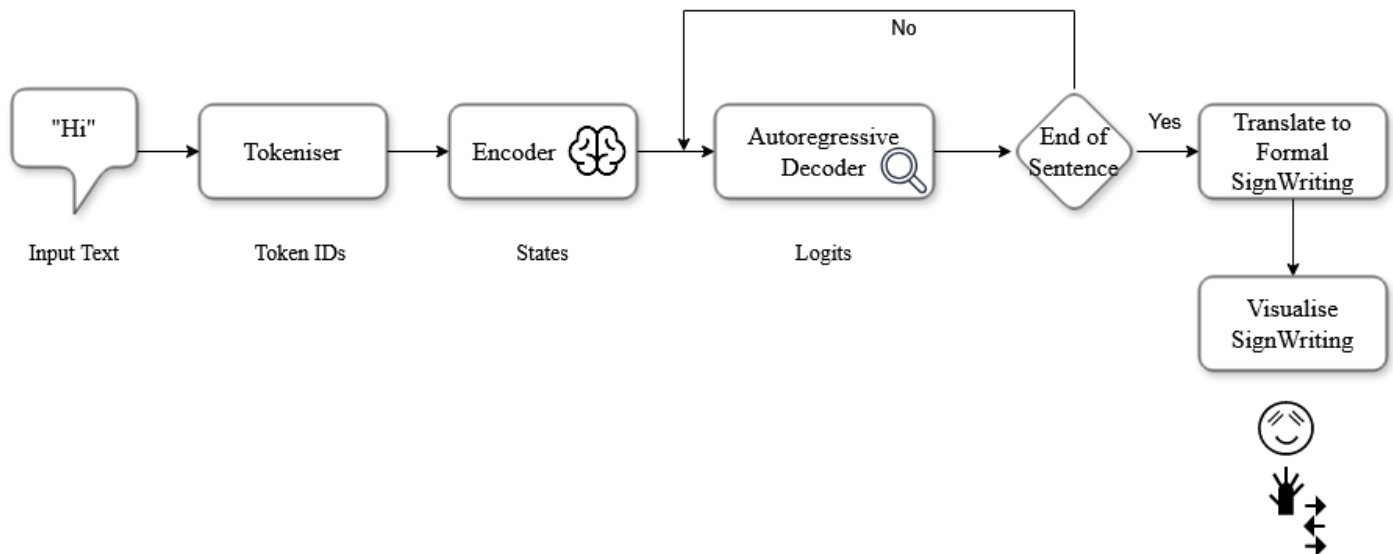 No
"Hi"
Tokeniser
Encoder
Autoregressive
Decoder
End of
Sentence
Yes
Translate to
Formal
SignWriting
Input Text
Token IDs
States
Logits
Visualise
SignWriting